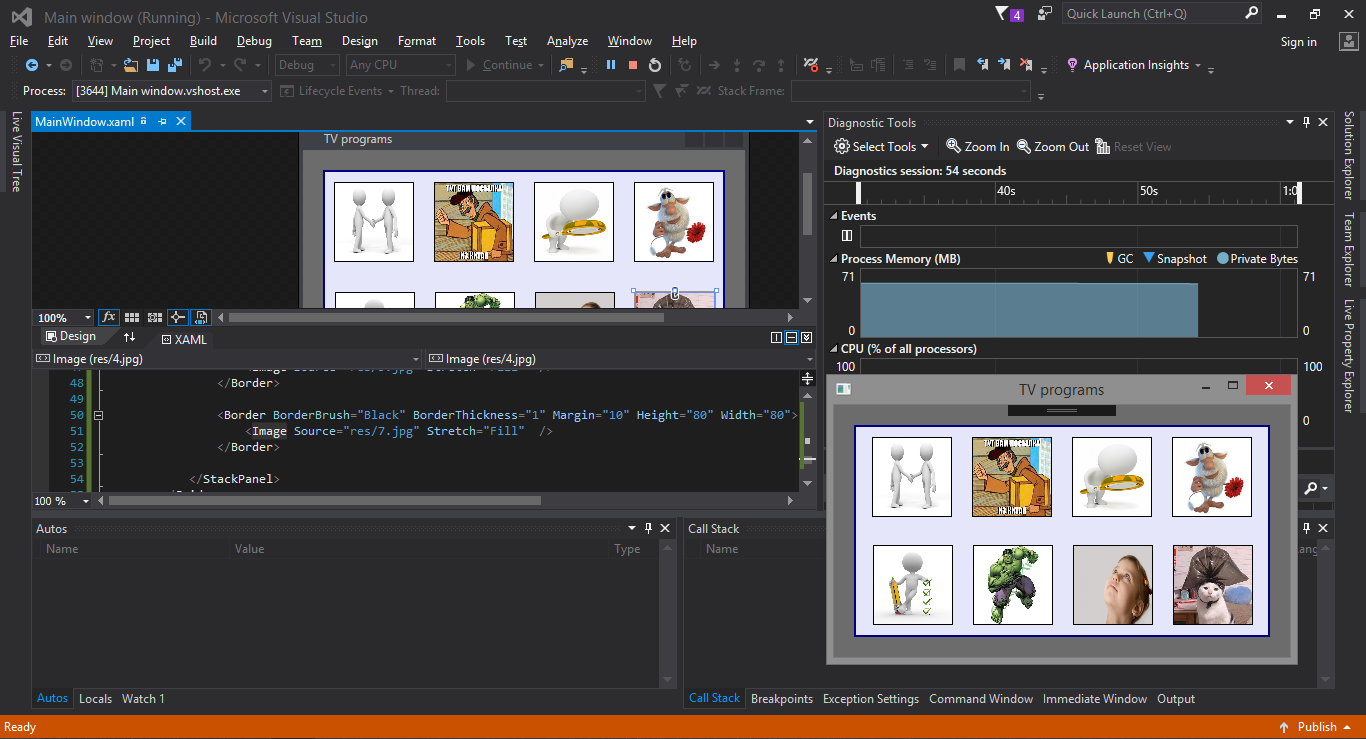 Main window (Running) - Microsoft Visual Studio
4
Quick Launch (Ctrl+Q)
File Edit View Project Build Debug Team Design Format Tools Test Analyze Window Help
Sign in
Debug Any CPU Continue Application Insights
Process: [3644] Main window.vshost.exe Lifecycle Events Thread: Stack Frame:
Live Visual Tree
MainWindow.xaml
TV programs
ТУТ ВАМ ПОСЫЛКА
100%
Design XAML
Image (res/4.jpg) Image (res/4.jpg)
48 </Border>
49
50 <Border BorderBrush="Black" BorderThickness="1" Margin="10" Height="80" Width="80">
51 <Image Source="res/7.jpg" Stretch="Fill" />
52 </Border>
53
54 </StackPanel>
100 %
Diagnostic Tools
Select Tools Zoom In Zoom Out Reset View
Diagnostics session: 54 seconds
40s 50s 1:0
Events
Process Memory (MB) GC Snapshot Private Bytes
71 71
0 0
CPU (% of all processors)
100 100
0
Solution Explorer
Team Explorer
Live Property Explorer
TV programs
ТУТ ВАМ ПОСЫЛКА
Autos
Name Value Type
Autos Locals Watch 1
Call Stack
Name
Call Stack Breakpoints Exception Settings Command Window Immediate Window Output
Ready
Publish